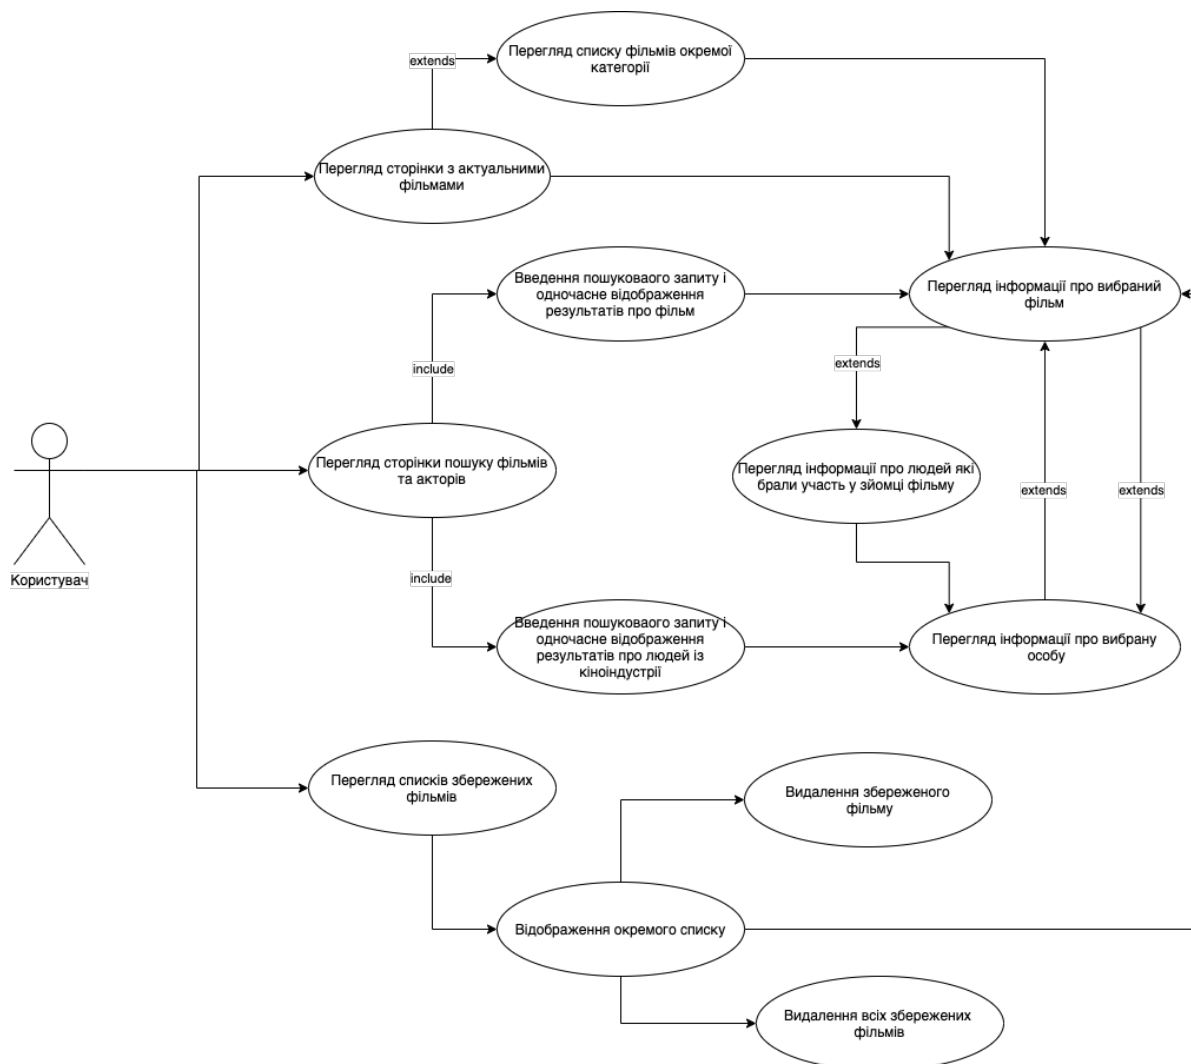 Перегляд списку фільмів окремої
категорії
extends
Перегляд сторінки з актуальними
фільмами
Введення пошуковаого запиту і
одночасне відображення
результатів про фільм
Перегляд інформації про вибраний
фільм
include
extends
Перегляд сторінки пошуку фільмів
та акторів
Перегляд інформації про людей які
брали участь у зйомці фільму
extends
extends
Користувач
include
Введення пошуковаого запиту і
одночасне відображення
результатів про людей із
кіноіндустрії
Перегляд інформації про вибрану
особу
Перегляд списків збережених
фільмів
Видалення збереженого
фільму
Відображення окремого списку
Видалення всіх збережених
фільмів